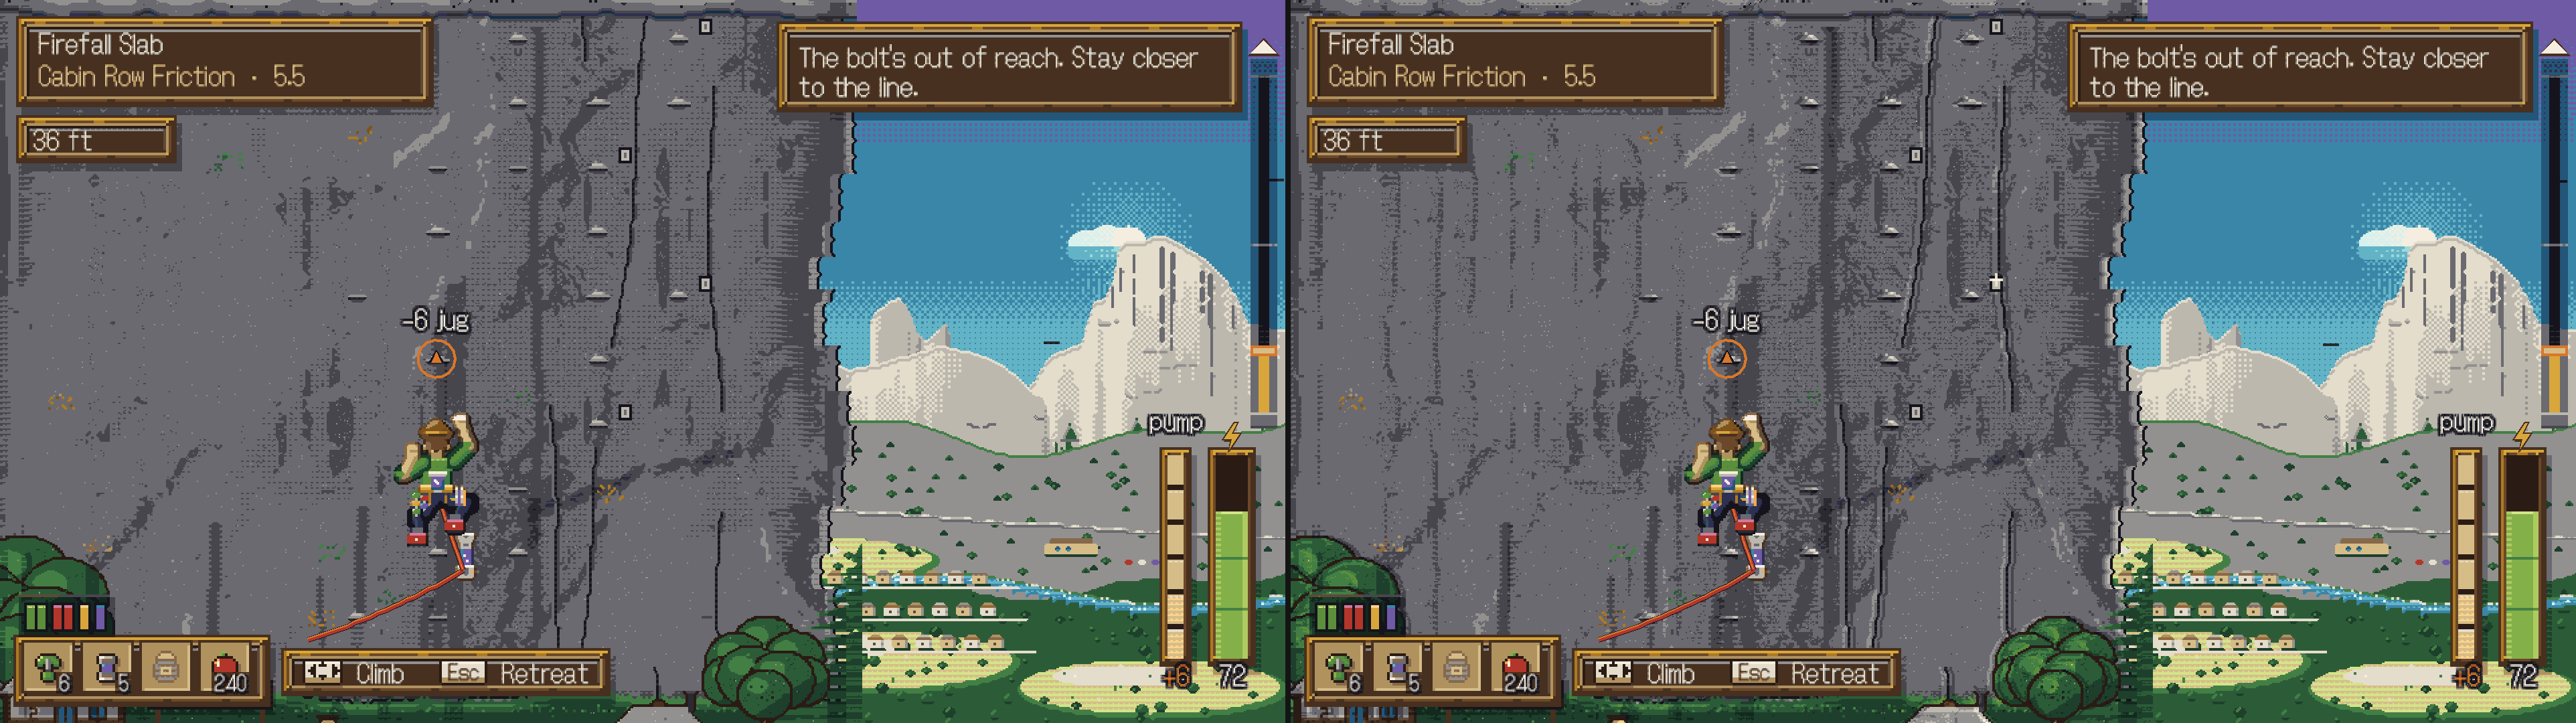 Firefall Slab
Cabin Row Friction · 5.5
36 ft
The bolt's out of reach. Stay closer
to the line.
-6 jug
pump
6
5
240
Climb
Esc
Retreat
+6
72
Firefall Slab
Cabin Row Friction · 5.5
36 ft
The bolt's out of reach. Stay closer
to the line.
-6 jug
pump
6
5
240
Climb
Esc
Retreat
+6
72